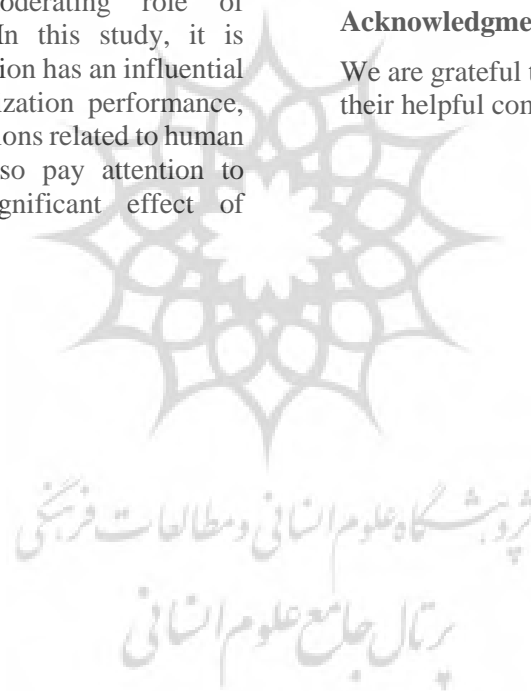 oderating role of
In this study, it is
ion has an influential
ization performance,
ions related to human
so pay attention to
gnificant effect of
Acknowledgme
We are grateful t
their helpful con
پژوهشگاه علوم انسانی و مطالعات فرهنگی
پرتال جامع علوم انسانی